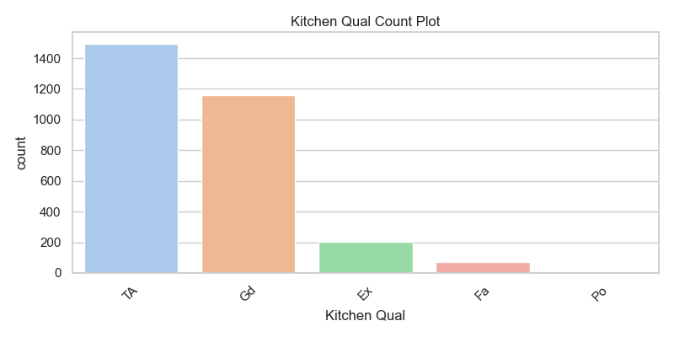 Kitchen Qual Count Plot
1400
1200
1000
800
600
400
200
0
count
TA
Gd
Ex
Fa
Po
Kitchen Qual